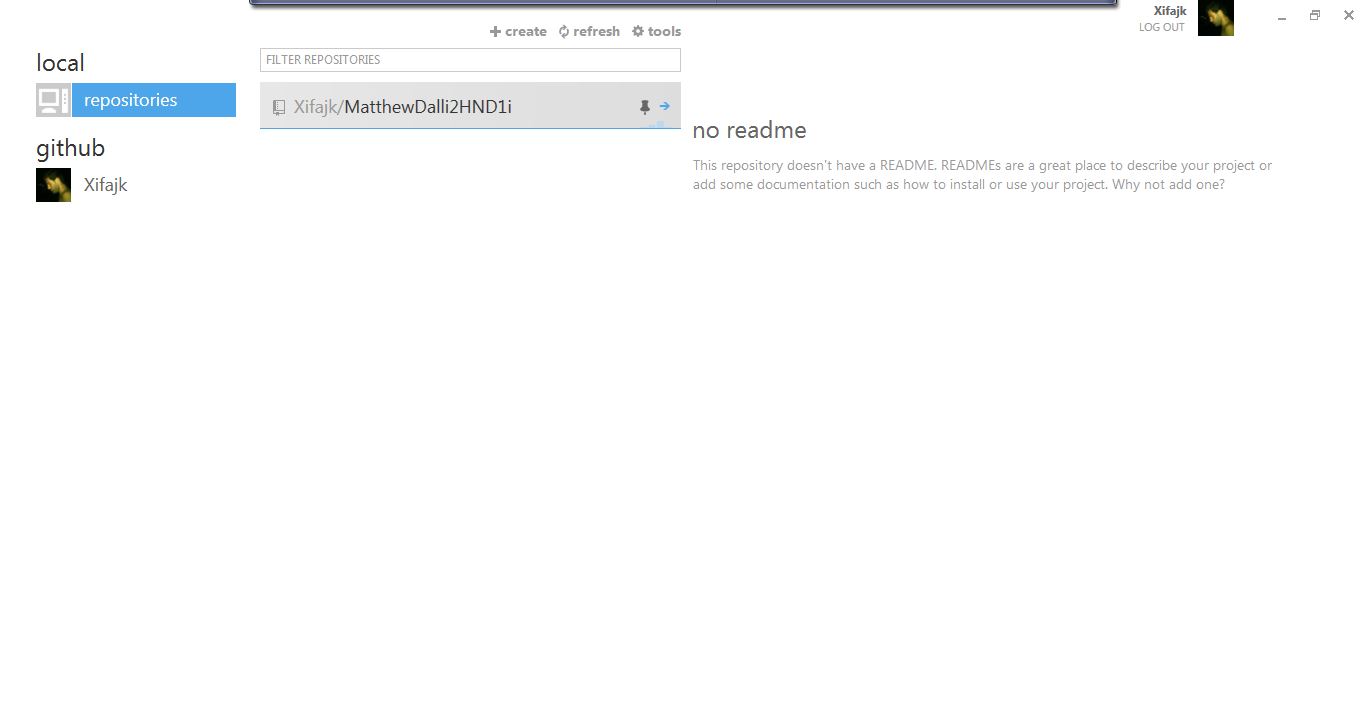 Xifajk
LOG OUT
create refresh tools
local
FILTER REPOSITORIES
repositories
Xifajk/MatthewDalli2HND1i
no readme
github
This repository doesn't have a README. READMEs are a great place to describe your project or
add some documentation such as how to install or use your project. Why not add one?
Xifajk